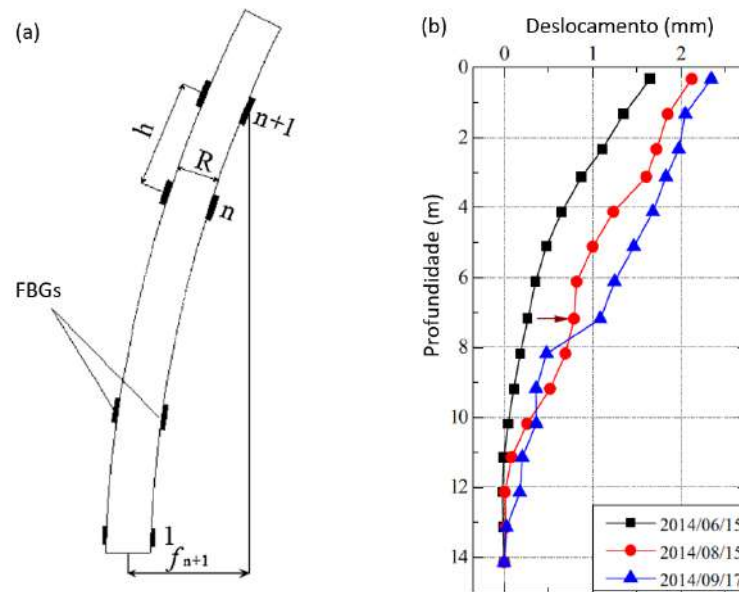 (a)
h
R
n+1
n
FBGs
1
f n+1
(b)
Deslocamento (mm)
0 1 2
Profundidade (m)
0
2
4
6
8
10
12
14
2014/06/15
2014/08/15
2014/09/17